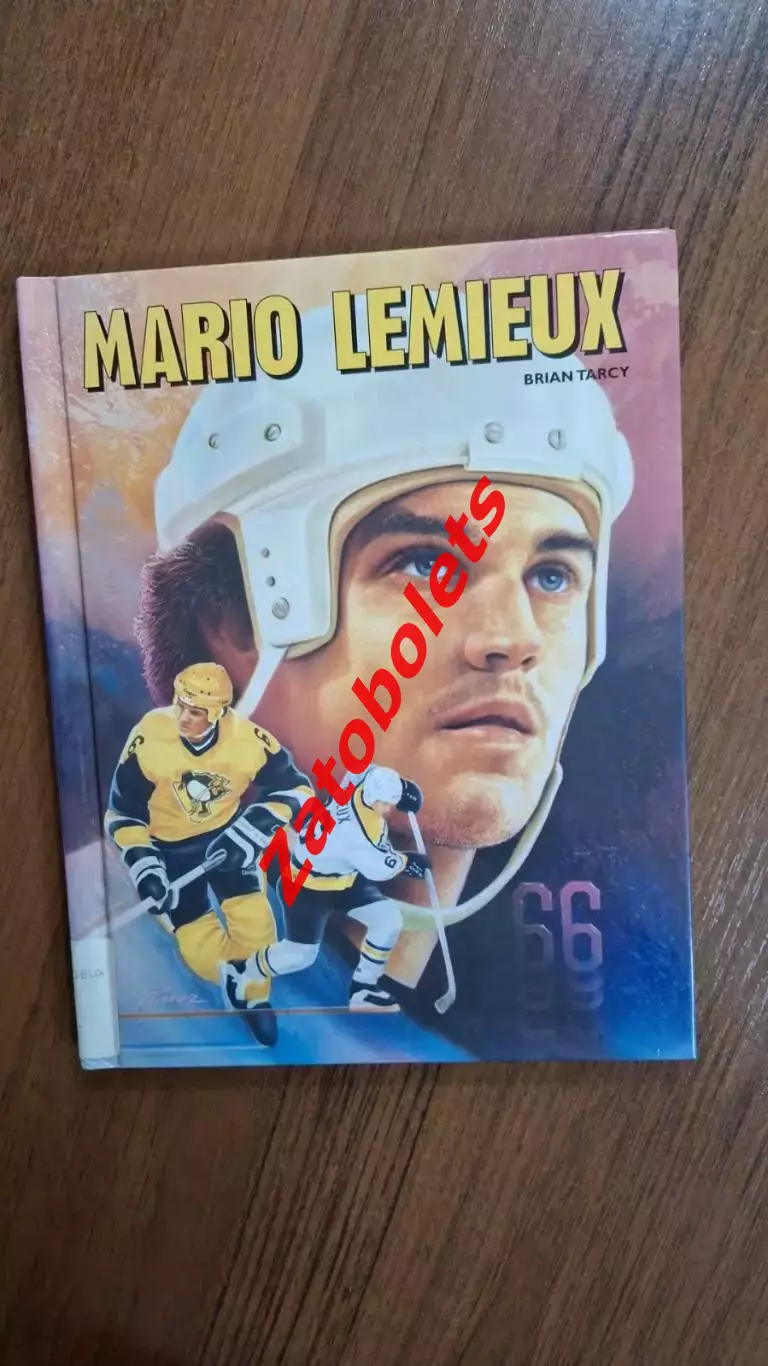 MARIO LEMIEUX
BRIAN TARCY
Zatobolets
66